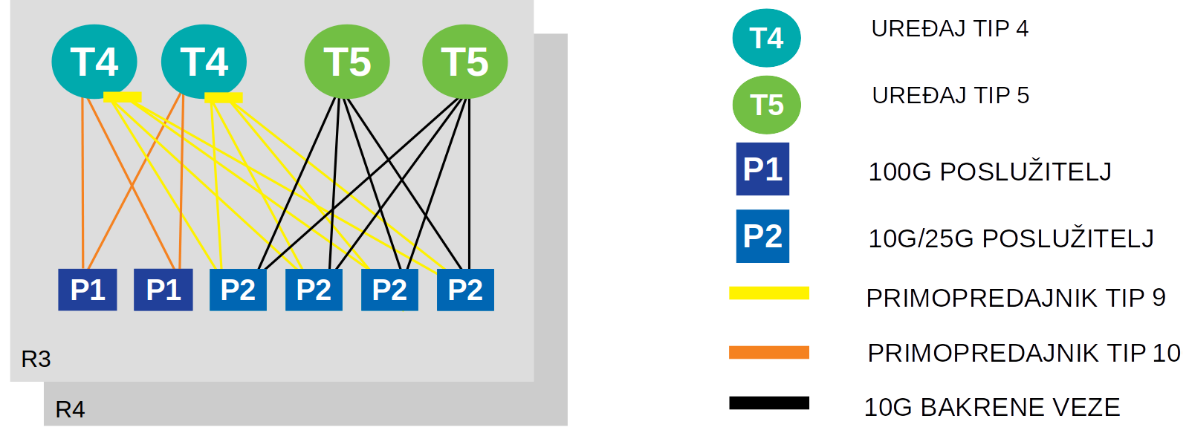 T4 T4 T5 T5
P1 P1 P2 P2 P2 P2
R3
R4
T4 UREĐAJ TIP 4
T5 UREĐAJ TIP 5
P1 100G POSLUŽITELJ
P2 10G/25G POSLUŽITELJ
PRIMOPREDAJNIK TIP 9
PRIMOPREDAJNIK TIP 10
10G BAKRENE VEZE